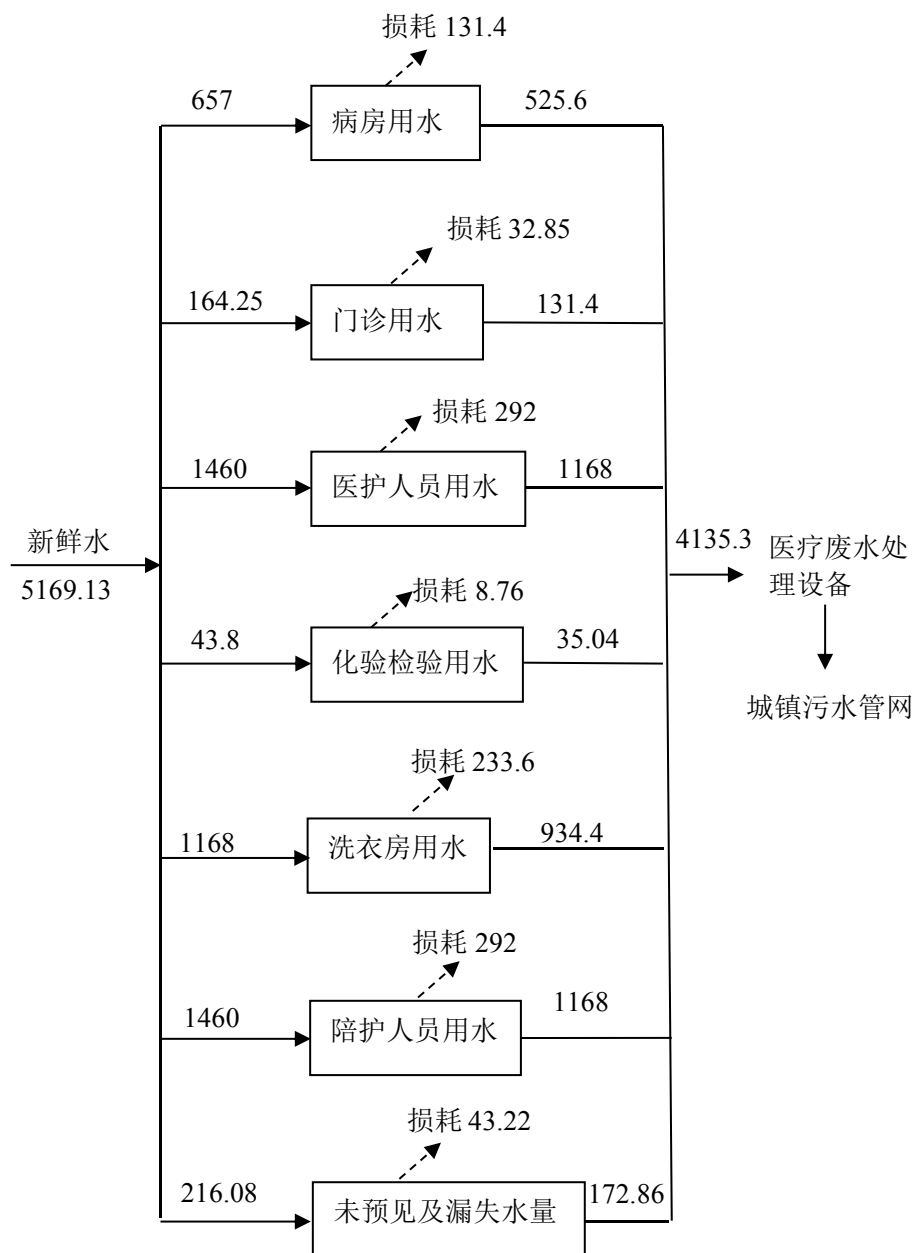 损耗 131.4
657
病房用水
525.6
损耗 32.85
164.25
门诊用水
131.4
损耗 292
1460
医护人员用水
1168
新鲜水
5169.13
4135.3
医疗废水处
理设备
损耗 8.76
43.8
化验检验用水
35.04
城镇污水管网
损耗 233.6
1168
洗衣房用水
934.4
损耗 292
1460
陪护人员用水
1168
损耗 43.22
216.08
未预见及漏失水量
172.86